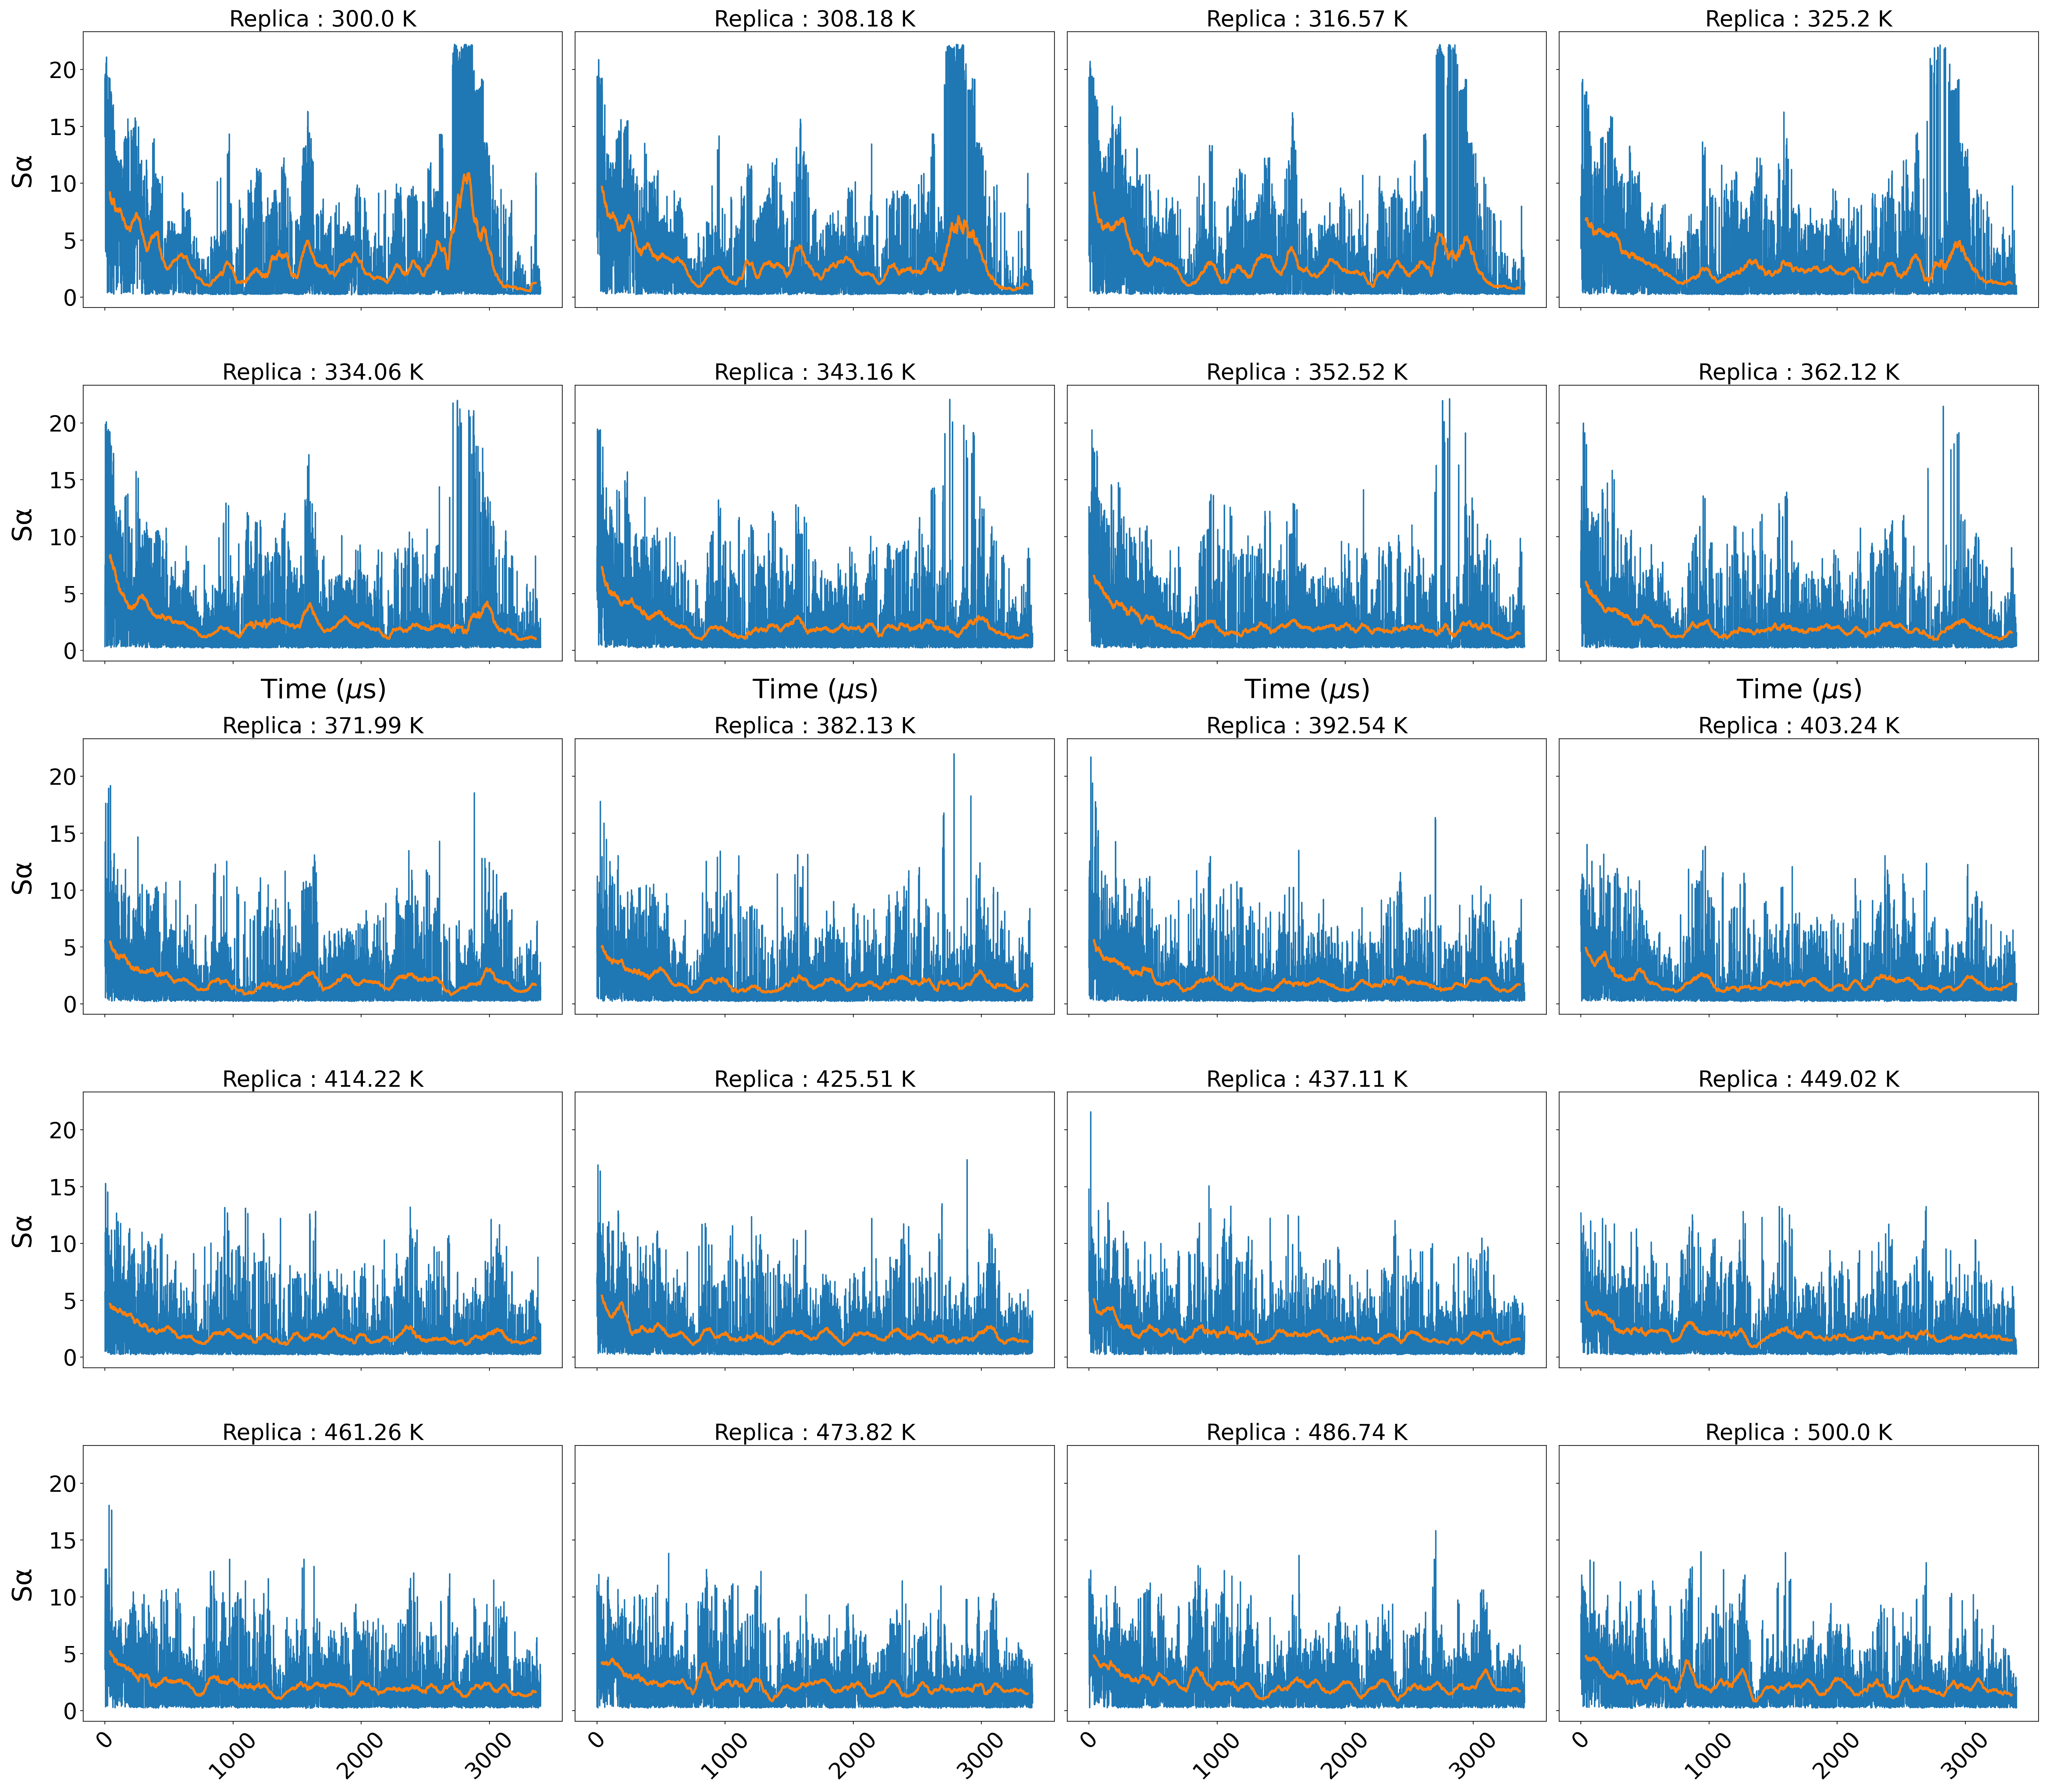 Replica : 300.0 K
Replica : 308.18 K
Replica : 316.57 K
Replica : 325.2 K
Sα
20
15
10
5
0
Replica : 334.06 K
Replica : 343.16 K
Replica : 352.52 K
Replica : 362.12 K
Sα
20
15
10
5
0
Time (μs)
Time (μs)
Time (μs)
Time (μs)
Replica : 371.99 K
Replica : 382.13 K
Replica : 392.54 K
Replica : 403.24 K
Sα
20
15
10
5
0
Replica : 414.22 K
Replica : 425.51 K
Replica : 437.11 K
Replica : 449.02 K
Sα
20
15
10
5
0
Replica : 461.26 K
Replica : 473.82 K
Replica : 486.74 K
Replica : 500.0 K
Sα
20
15
10
5
0
0 1000 2000 3000
0 1000 2000 3000
0 1000 2000 3000
0 1000 2000 3000